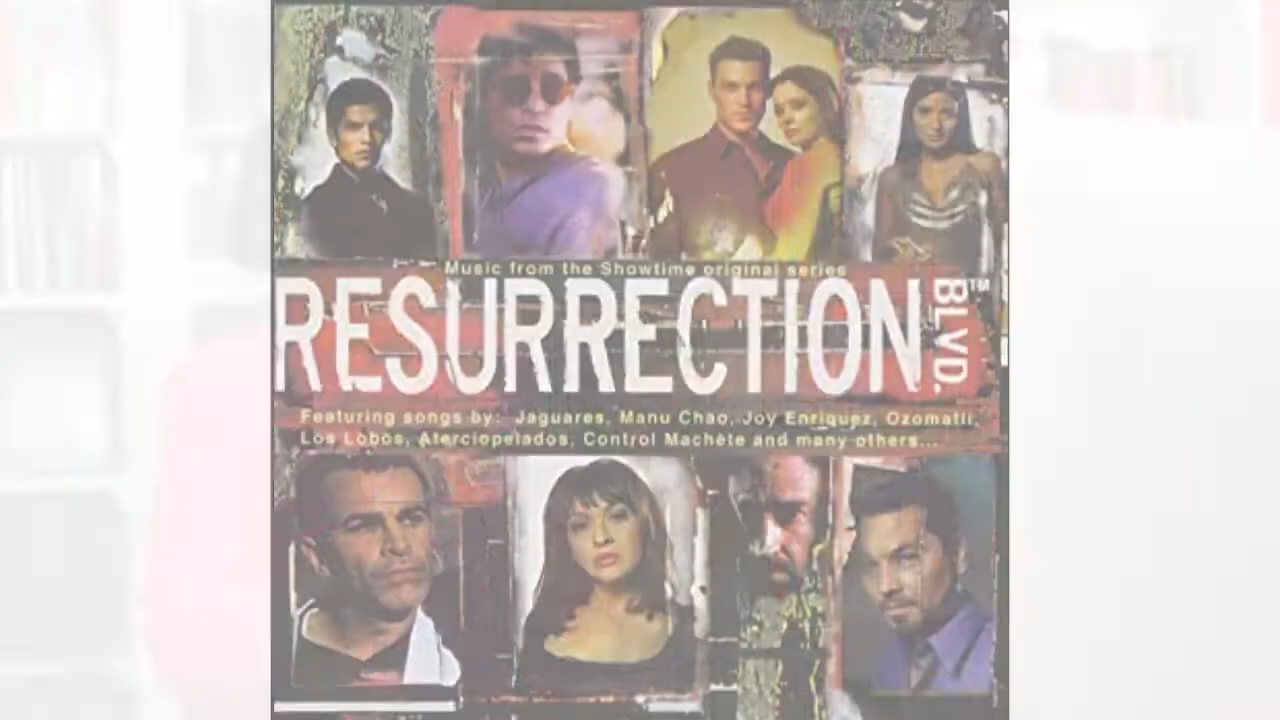 Music from the Showtime original series
RESURRECTION
BLVD.™
Featuring songs by: Jaguares, Manu Chao, Joy Enriquez, Ozomatli,
Los Lobos, Aterciopelados, Control Machete and many others...